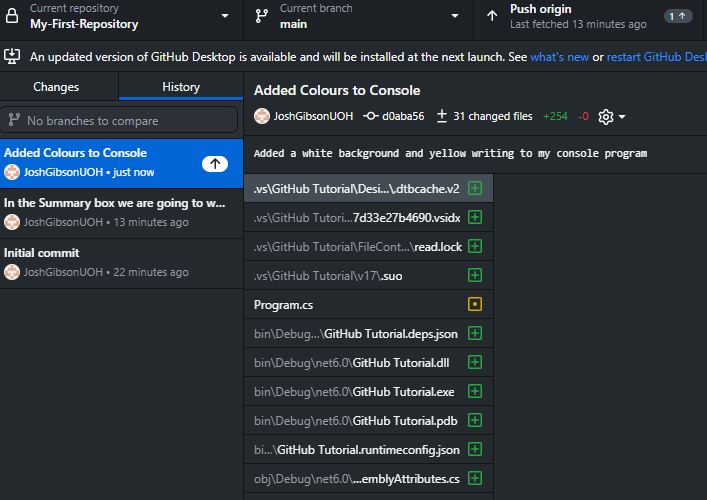 Current repository
My-First-Repository
Current branch
main
Push origin
Last fetched 13 minutes ago
1
An updated version of GitHub Desktop is available and will be installed at the next launch. See what's new or restart GitHub Desk
Changes
History
No branches to compare
Added Colours to Console
JoshGibsonUOH • just now
In the Summary box we are going to w...
JoshGibsonUOH • 13 minutes ago
Initial commit
JoshGibsonUOH • 22 minutes ago
Added Colours to Console
JoshGibsonUOH d0aba56 31 changed files +254 -0
Added a white background and yellow writing to my console program
.vs\GitHub Tutorial\Desi...\.dtbcache.v2
.vs\GitHub Tutori...7d33e27b4690.vsidx
.vs\GitHub Tutorial\FileCont...\read.lock
.vs\GitHub Tutorial\v17\.suo
Program.cs
bin\Debug...\GitHub Tutorial.deps.json
bin\Debug\net6.0\GitHub Tutorial.dll
bin\Debug\net6.0\GitHub Tutorial.exe
bin\Debug\net6.0\GitHub Tutorial.pdb
bi...\GitHub Tutorial.runtimeconfig.json
obj\Debug\net6.0\...emblyAttributes.cs